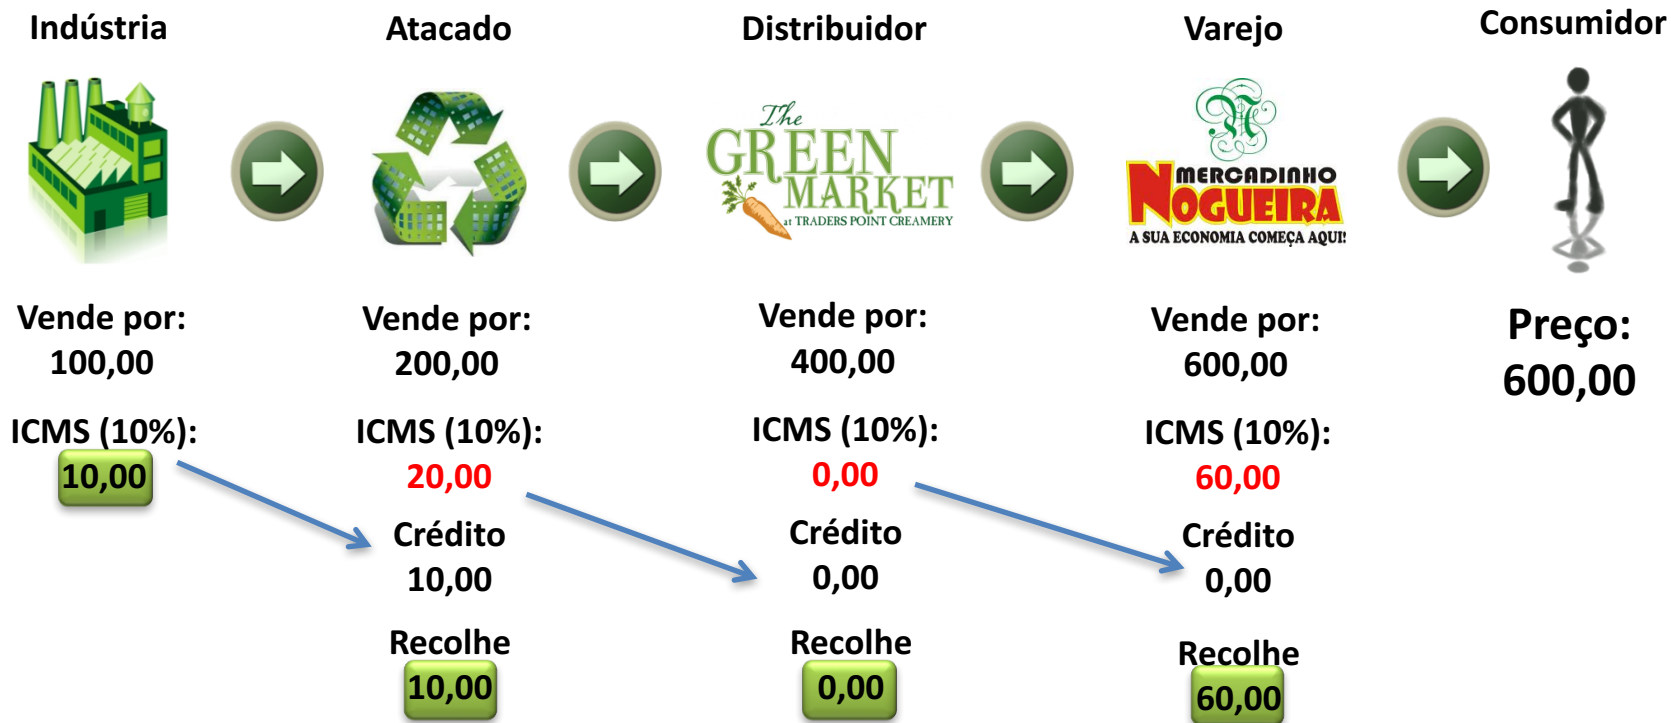 Indústria
Atacado
Distribuidor
Varejo
Consumidor
The
GREEN
MARKET
at TRADERS POINT CREAMERY
N
MERCADINHO
NOGUEIRA
A SUA ECONOMIA COMEÇA AQUI!
Vende por:
100,00
Vende por:
200,00
Vende por:
400,00
Vende por:
600,00
Preço:
600,00
ICMS (10%):
10,00
ICMS (10%):
20,00
ICMS (10%):
0,00
ICMS (10%):
60,00
Crédito
10,00
Crédito
0,00
Crédito
0,00
Recolhe
10,00
Recolhe
0,00
Recolhe
60,00